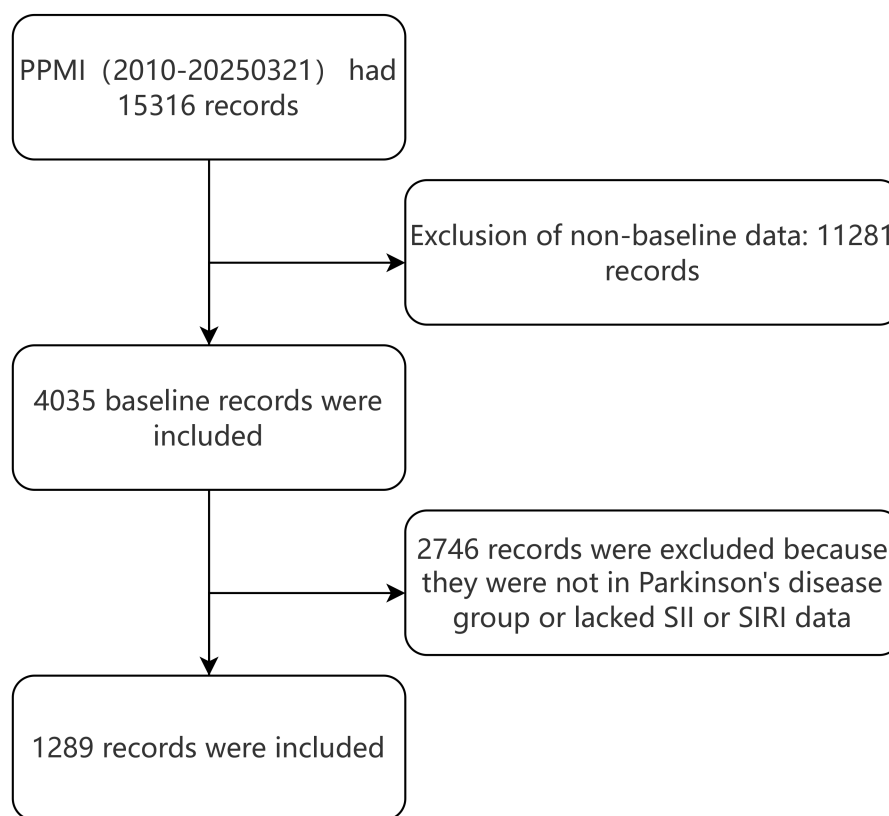 PPMI（2010-20250321） had
15316 records
Exclusion of non-baseline data: 11281
records
4035 baseline records were
included
2746 records were excluded because
they were not in Parkinson's disease
group or lacked SII or SIRI data
1289 records were included